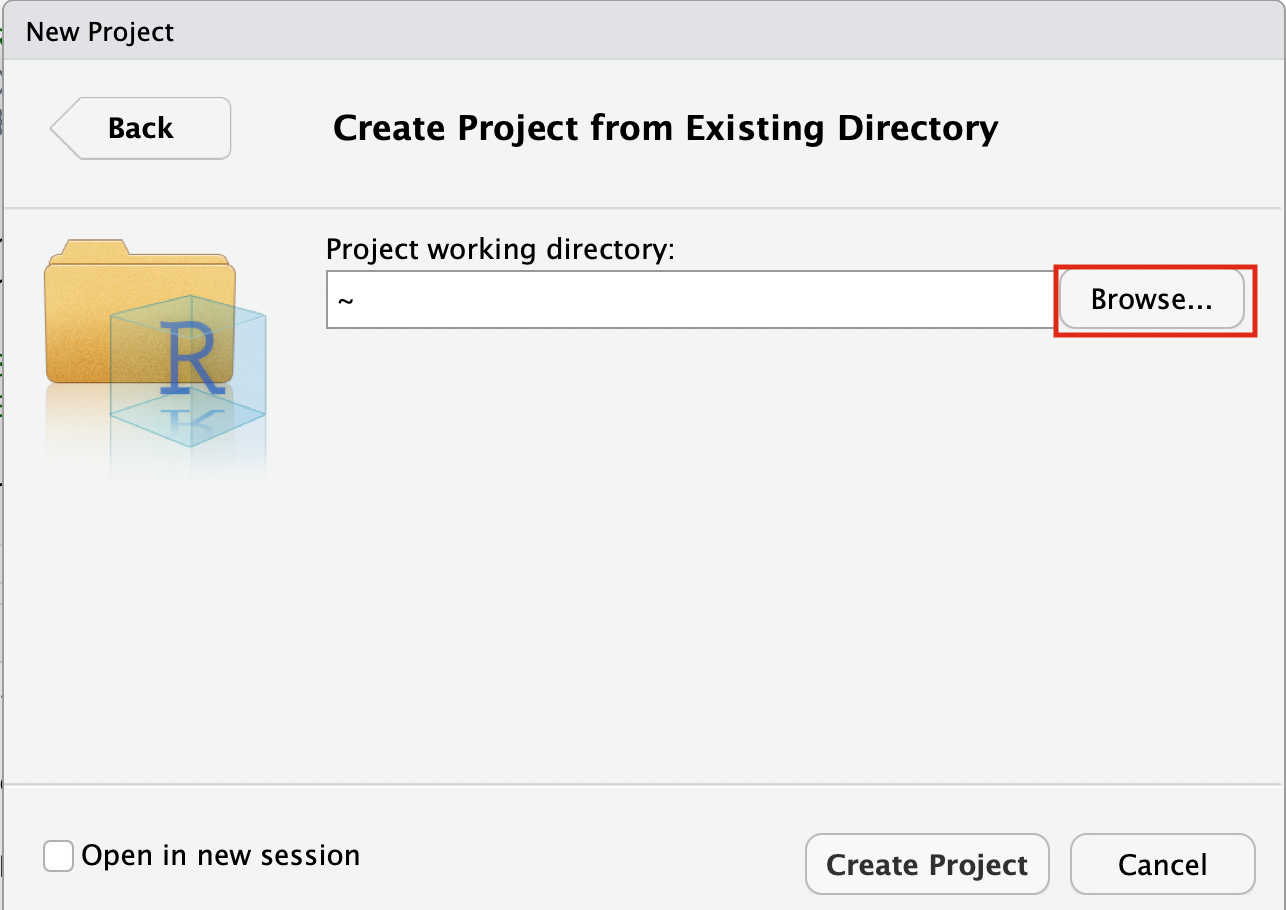 New Project
Back
Create Project from Existing Directory
Project working directory:
~
Browse...
R
Open in new session
Create Project
Cancel